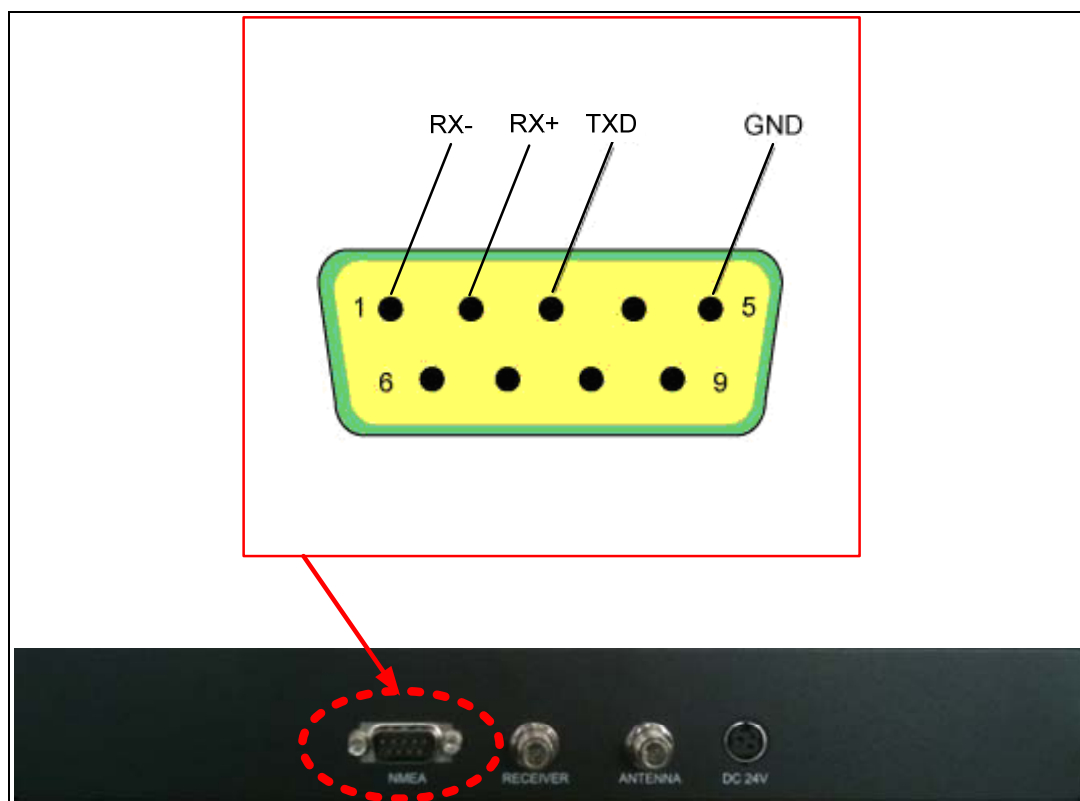 RX- RX+ TXD GND
1 5
6 9
NMEA RECEIVER ANTENNA DC 24V